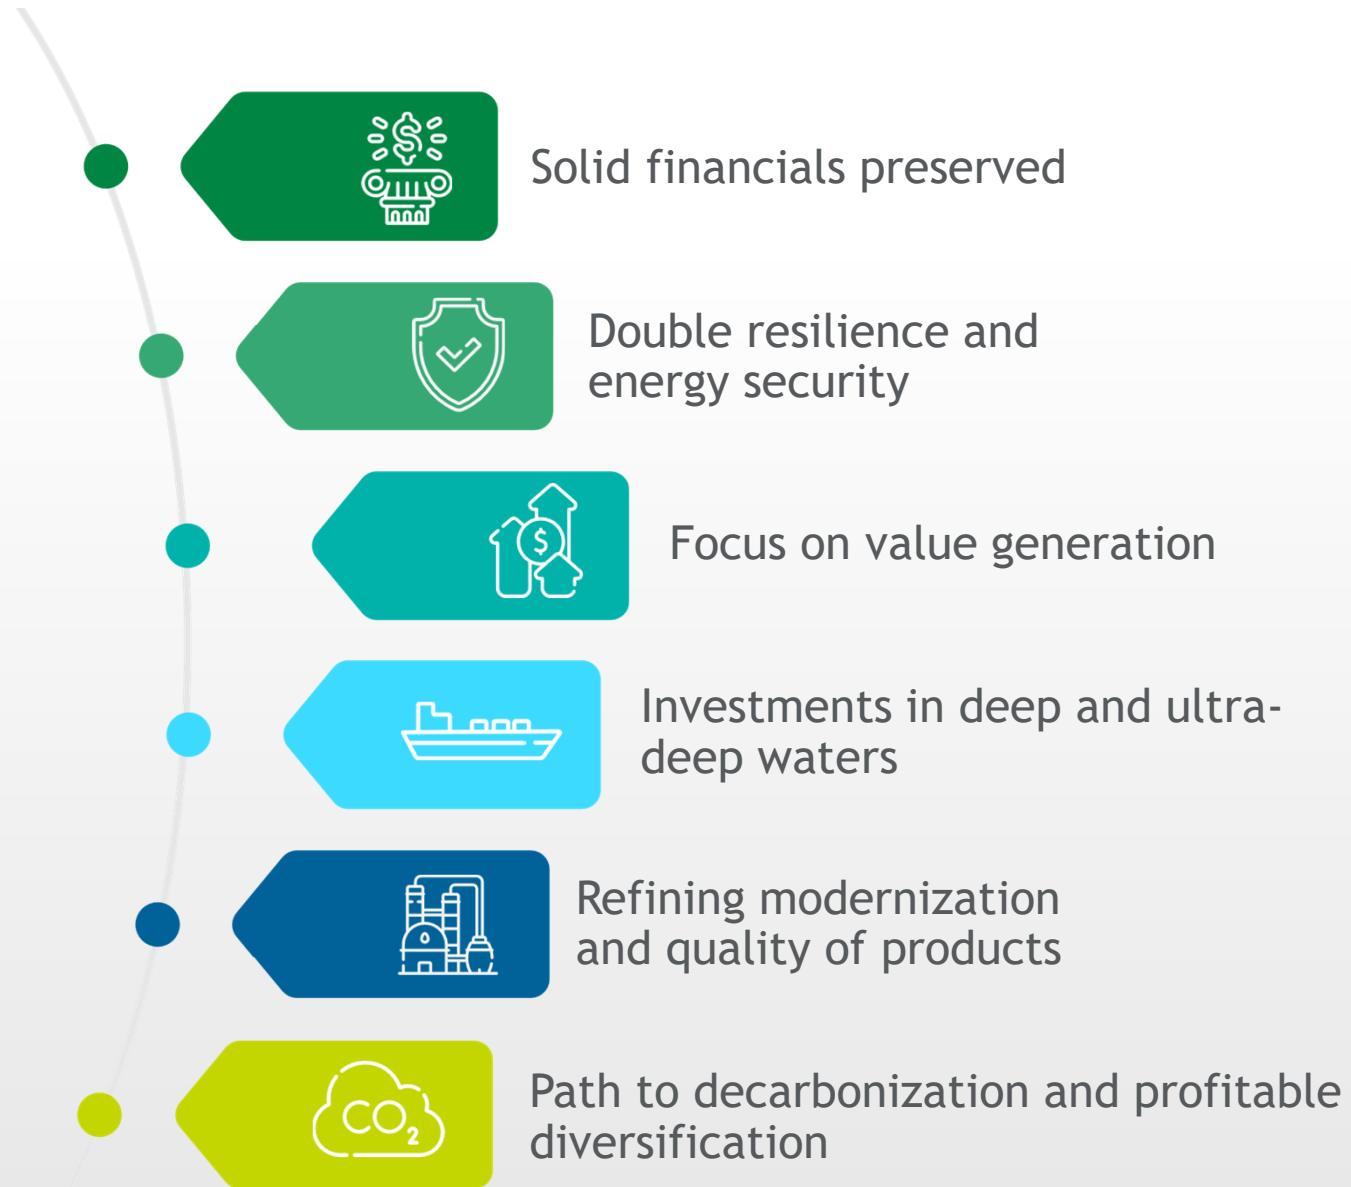 Solid financials preserved
Double resilience and
energy security
$
Focus on value generation
Investments in deep and ultra-
deep waters
Refining modernization
and quality of products
CO2
Path to decarbonization and profitable
diversification